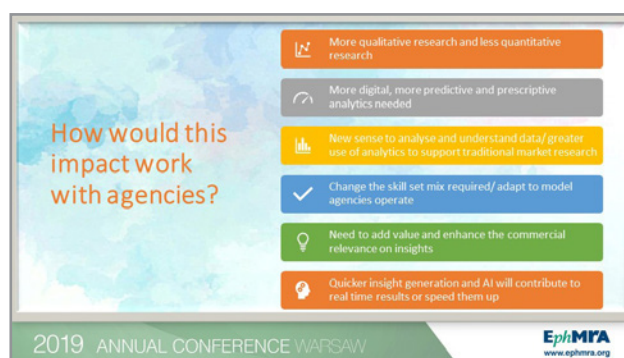 How would this
impact work
with agencies?
More qualitative research and less quantitative
research
More digital, more predictive and prescriptive
analytics needed
New sense to analyse and understand data/ greater
use of analytics to support traditional market research
Change the skill set mix required/ adapt to model
agencies operate
Need to add value and enhance the commercial
relevance on insights
Quicker insight generation and AI will contribute to
real time results or speed them up
2019 ANNUAL CONFERENCE WARSAW
EphMRA
www.ephmra.org